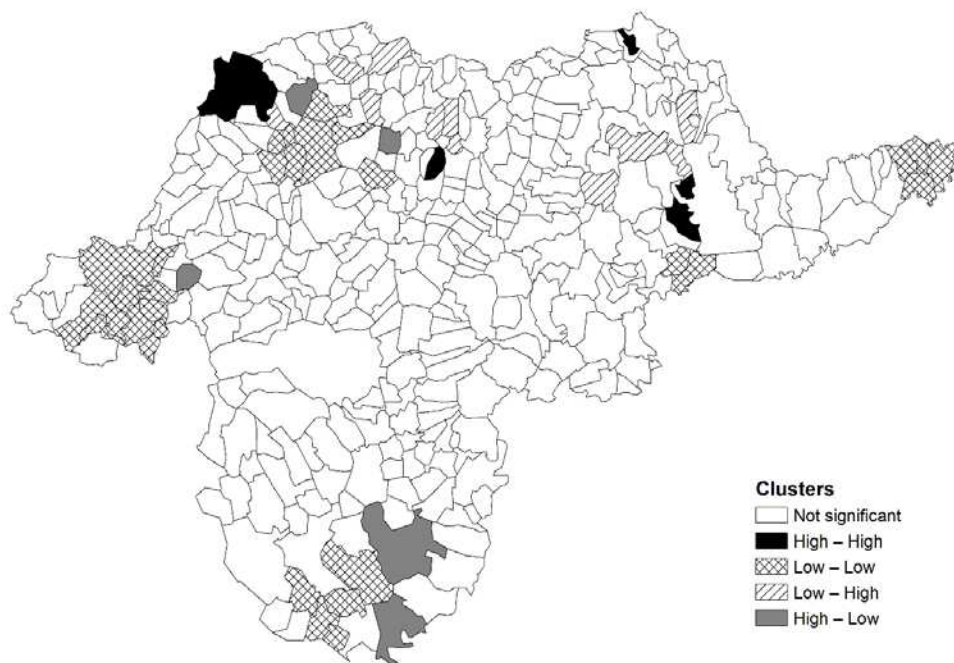 Clusters
Not significant
High – High
Low – Low
Low – High
High – Low